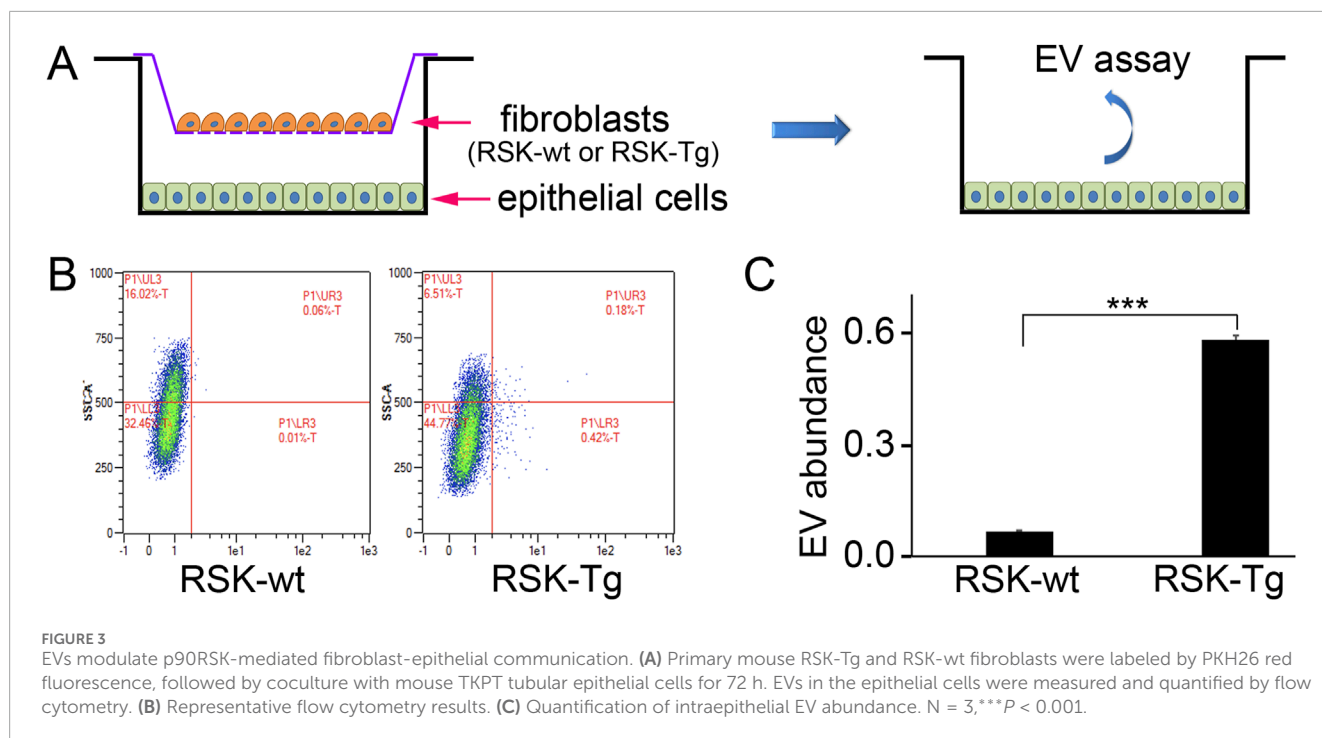 A
fibroblasts
(RSK-wt or RSK-Tg)
epithelial cells
EV assay
B
1000
750
500
250
0
SSC-A
P1\UL3
16.02%-T
P1\UR3
0.06%-T
32.46%-T
P1\LR3
0.01%-T
-1 0 1 1e1 1e2 1e3
RSK-wt
1000
750
500
250
0
SSC-A
P1\UL3
6.51%-T
P1\UR3
0.18%-T
44.77%-T
P1\LR3
0.42%-T
-1 0 1 1e1 1e2 1e3
RSK-Tg
C
EV abundance
0.6
0.3
0.0
***
RSK-wt RSK-Tg
FIGURE 3
EVs modulate p90RSK-mediated fibroblast-epithelial communication. (A) Primary mouse RSK-Tg and RSK-wt fibroblasts were labeled by PKH26 red
fluorescence, followed by coculture with mouse TKPT tubular epithelial cells for 72 h. EVs in the epithelial cells were measured and quantified by flow
cytometry. (B) Representative flow cytometry results. (C) Quantification of intraepithelial EV abundance. N = 3,***P < 0.001.